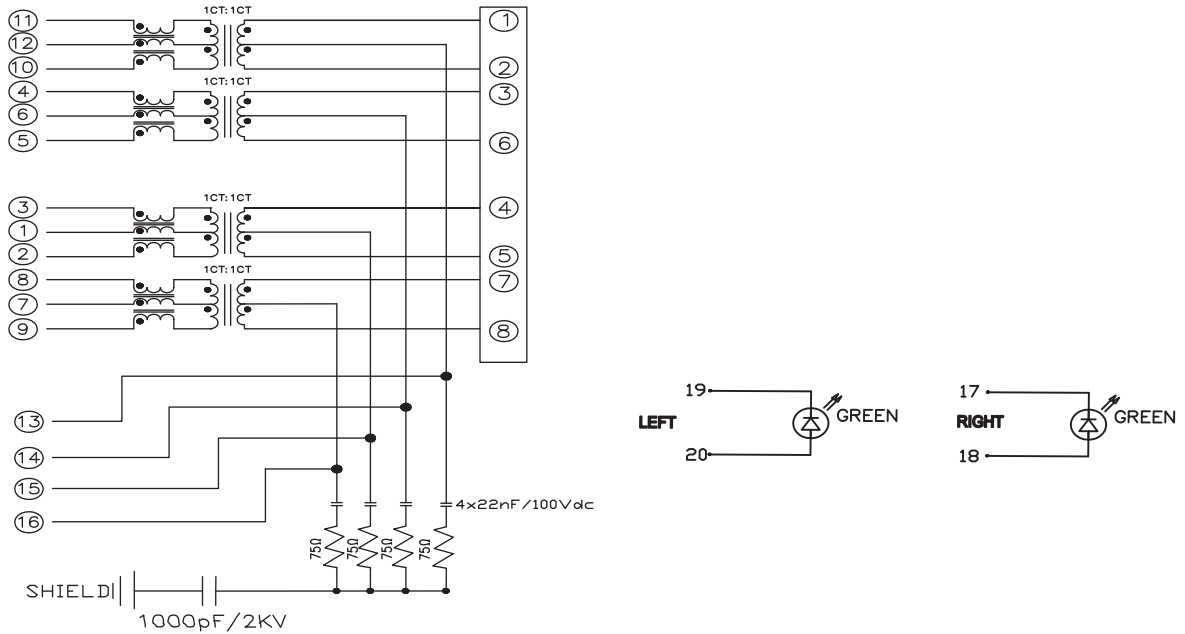 1CT:1CT
11
1
12
10
2
1CT:1CT
4
3
6
5
6
1CT:1CT
3
4
1
2
5
1CT:1CT
8
7
7
9
8
13
14
15
16
4x22nF/100Vdc
75Ω 75Ω 75Ω 75Ω
SHIELD
1000pF/2KV
19
LEFT
GREEN
20
17
RIGHT
GREEN
18